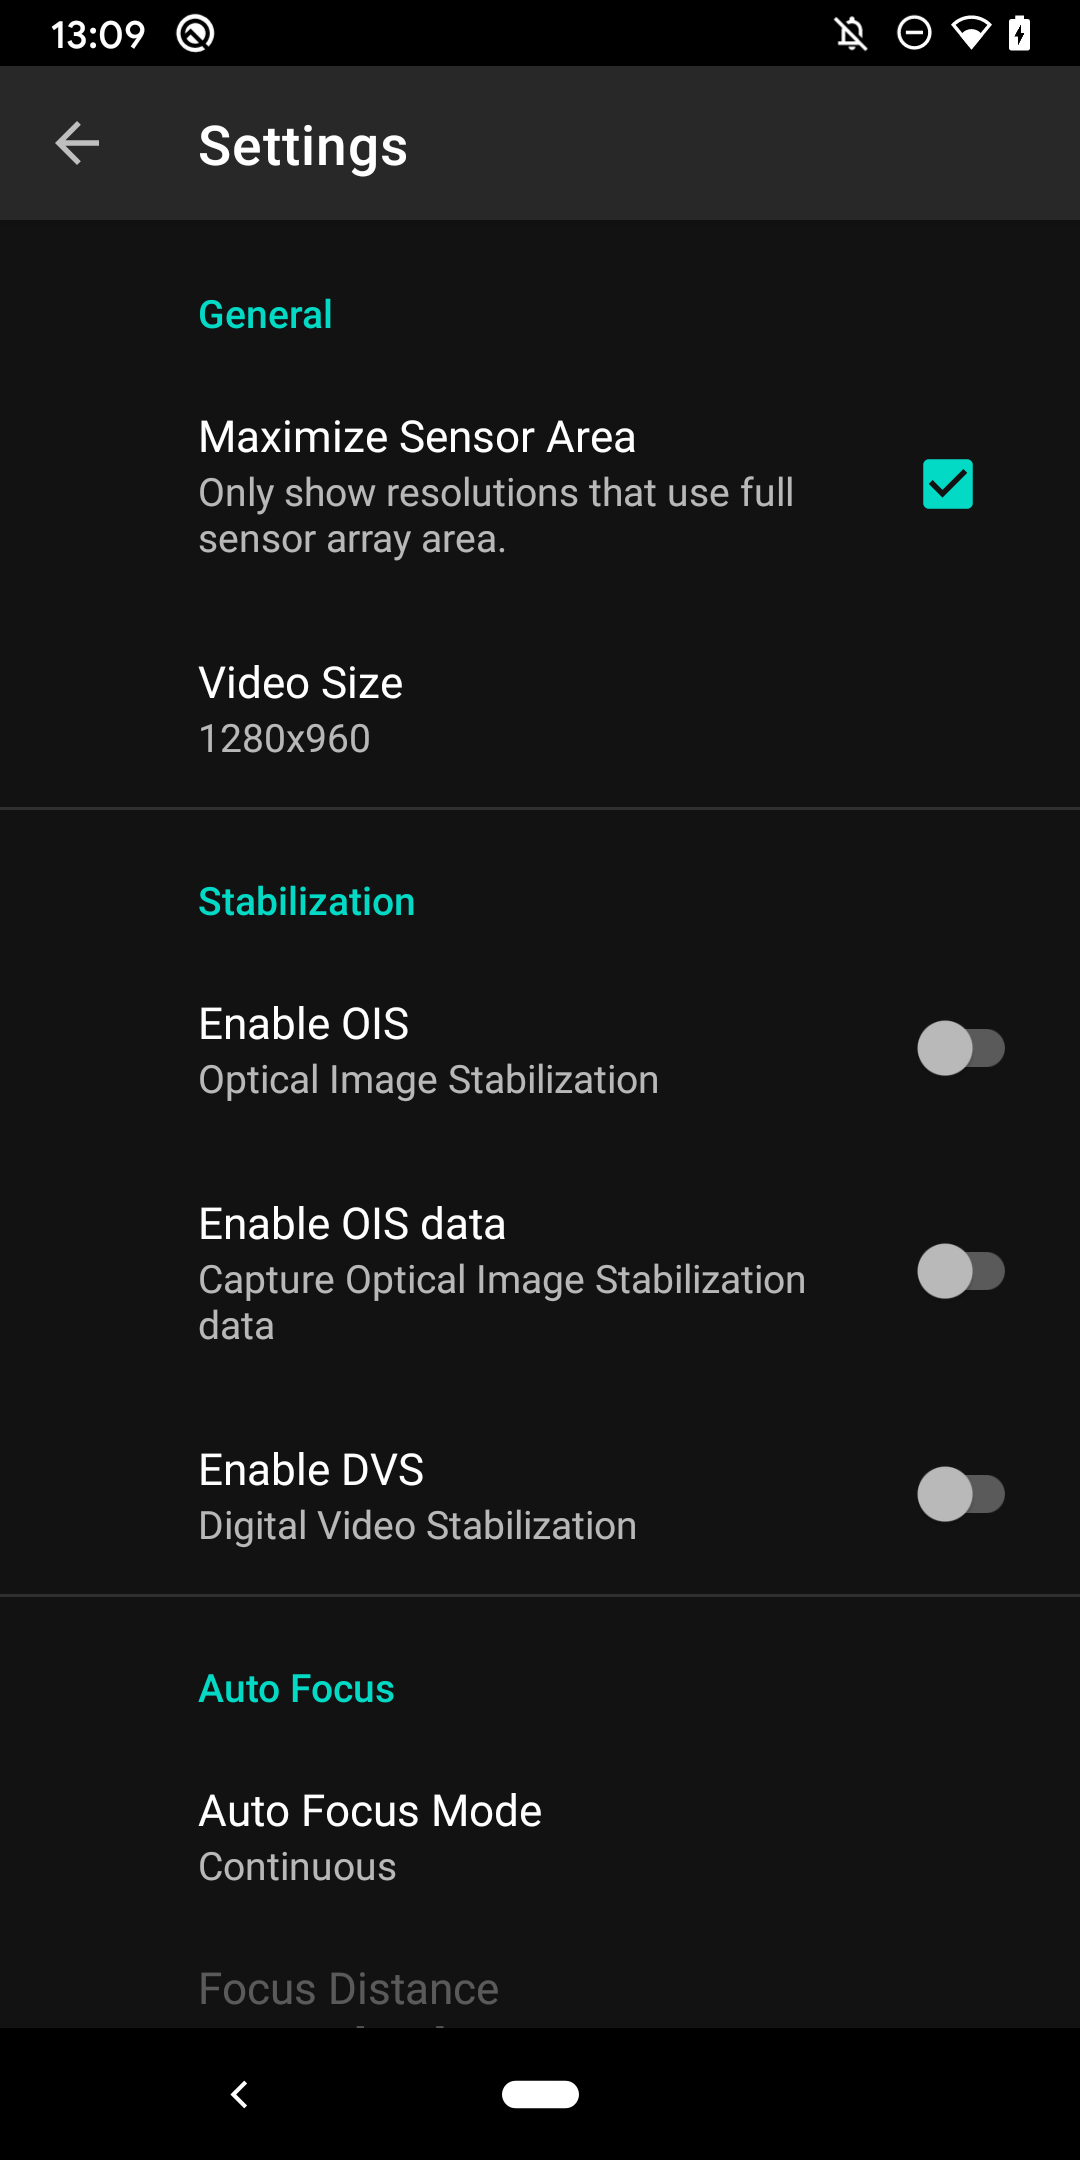 13:09
Settings
General
Maximize Sensor Area
Only show resolutions that use full
sensor array area.
Video Size
1280x960
Stabilization
Enable OIS
Optical Image Stabilization
Enable OIS data
Capture Optical Image Stabilization
data
Enable DVS
Digital Video Stabilization
Auto Focus
Auto Focus Mode
Continuous
Focus Distance